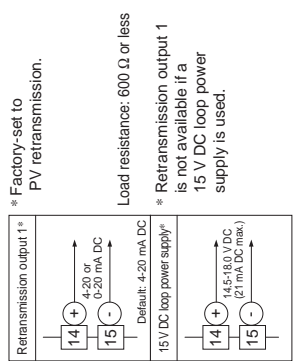 Retransmission output 1*
14 +
4-20 or
0-20 mA DC
15 -
Default: 4-20 mA DC
15 V DC loop power supply*
14 +
14.5-18.0 V DC
(21 mA DC max.)
15 -
* Factory-set to
PV retransmission.
Load resistance: 600 Ω or less
* Retransmission output 1
is not available if a
15 V DC loop power
supply is used.